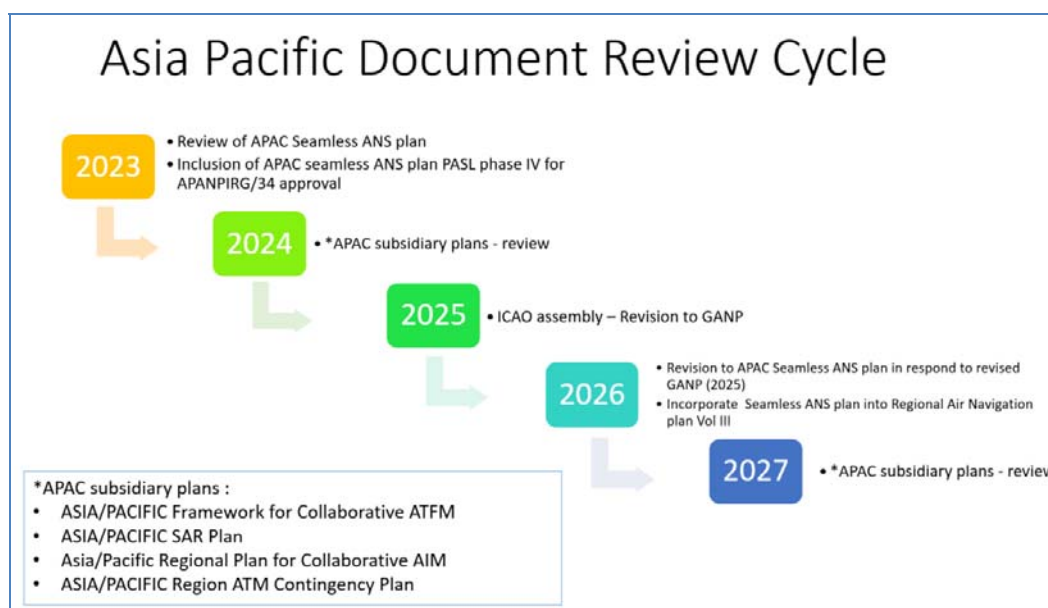 Asia Pacific Document Review Cycle
2023
• Review of APAC Seamless ANS plan
• Inclusion of APAC seamless ANS plan PASL phase IV for
APANPIRG/34 approval
2024
• *APAC subsidiary plans - review
2025
• ICAO assembly – Revision to GANP
2026
• Revision to APAC Seamless ANS plan in respond to revised
GANP (2025)
• Incorporate Seamless ANS plan into Regional Air Navigation
plan Vol III
2027
• *APAC subsidiary plans - review
*APAC subsidiary plans :
• ASIA/PACIFIC Framework for Collaborative ATFM
• ASIA/PACIFIC SAR Plan
• Asia/Pacific Regional Plan for Collaborative AIM
• ASIA/PACIFIC Region ATM Contingency Plan